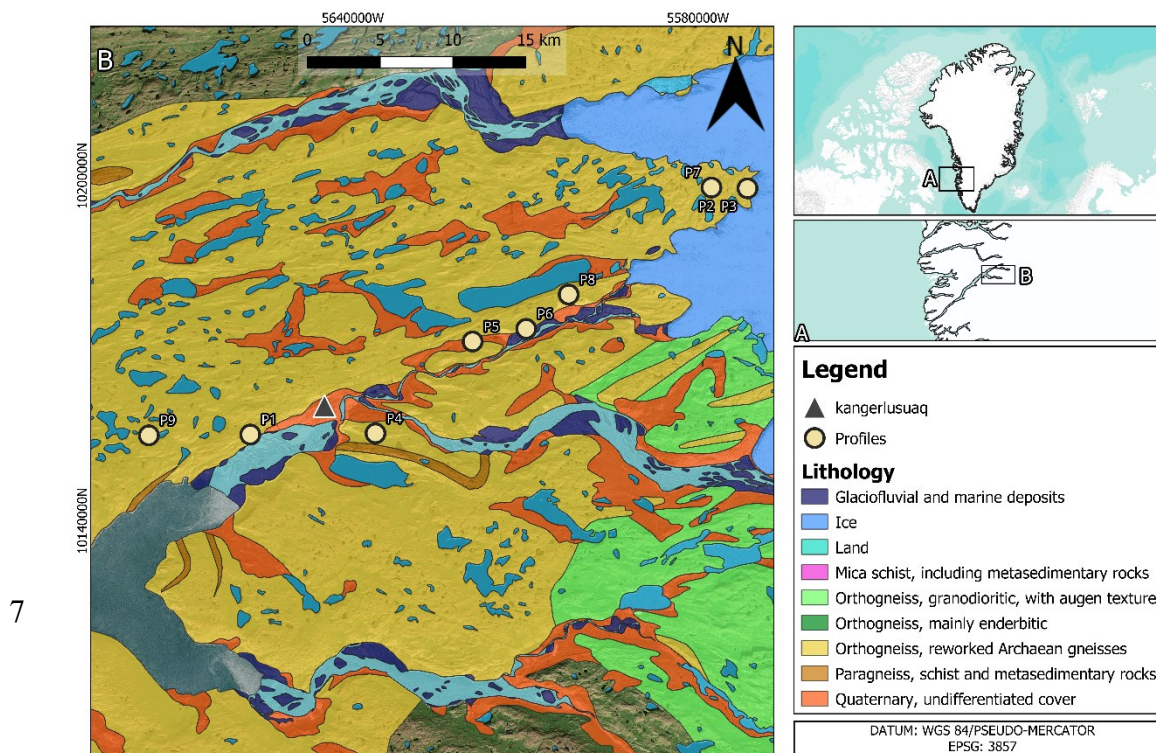 5640000W
5580000W
B
0 5 10 15 km
N
10200000N
P7
P2 P3
P8
P6
P5
P9
P1
P4
10140000N
7
A
B
A
Legend
kangerlusuaq
Profiles
Lithology
Glaciofluvial and marine deposits
Ice
Land
Mica schist, including metasedimentary rocks
Orthogneiss, granodioritic, with augen texture
Orthogneiss, mainly enderbitic
Orthogneiss, reworked Archaean gneisses
Paragneiss, schist and metasedimentary rocks
Quaternary, undifferentiated cover
DATUM: WGS 84/PSEUDO-MERCATOR
EPSG: 3857